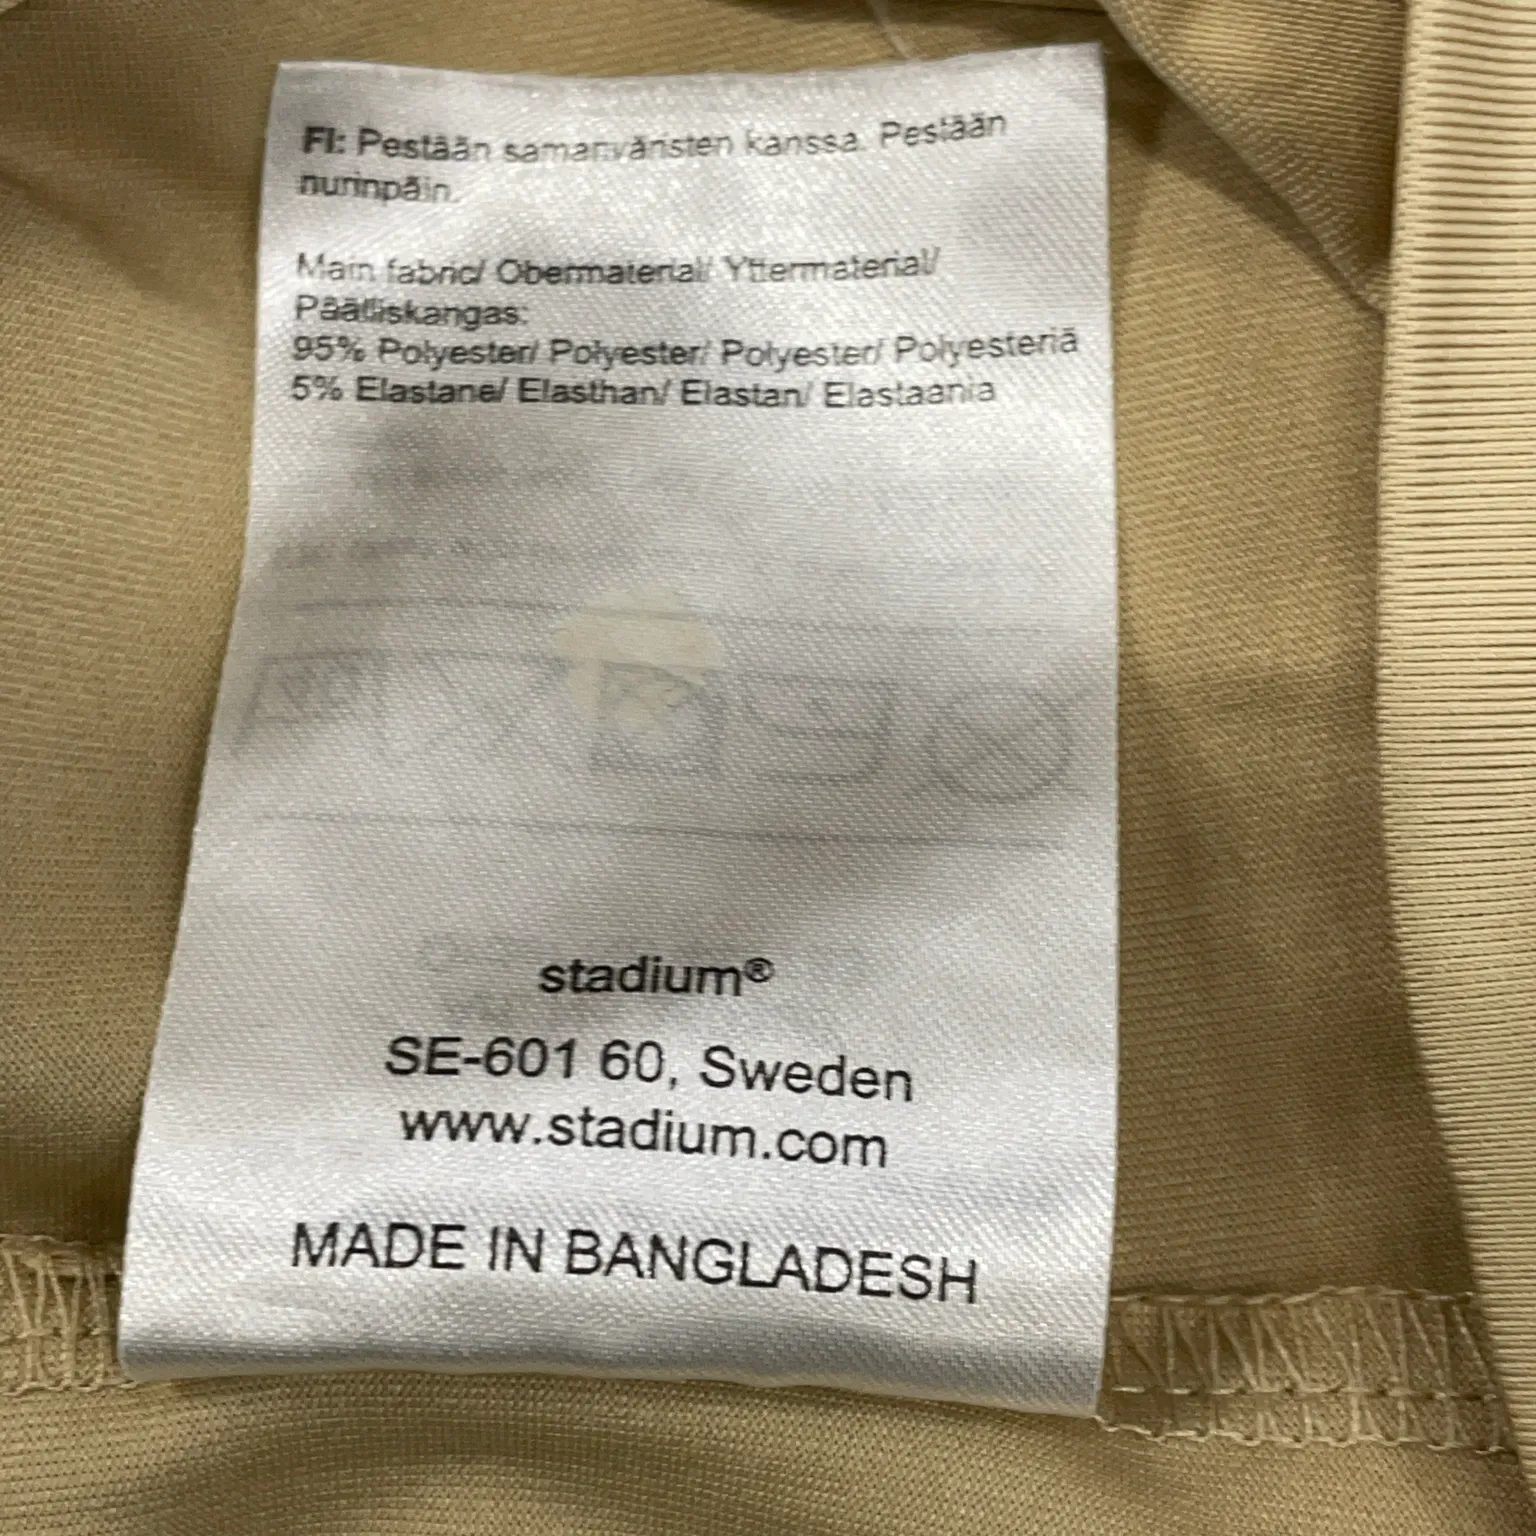 FI: Pestään samanväristen kanssa. Pestään
nurinpäin.
Main fabric/ Obermaterial/ Yttermaterial/
Päälliskangas:
95% Polyester/ Polyester/ Polyester/ Polyesteriä
5% Elastane/ Elasthan/ Elastan/ Elastaania
stadium®
SE-601 60, Sweden
www.stadium.com
MADE IN BANGLADESH